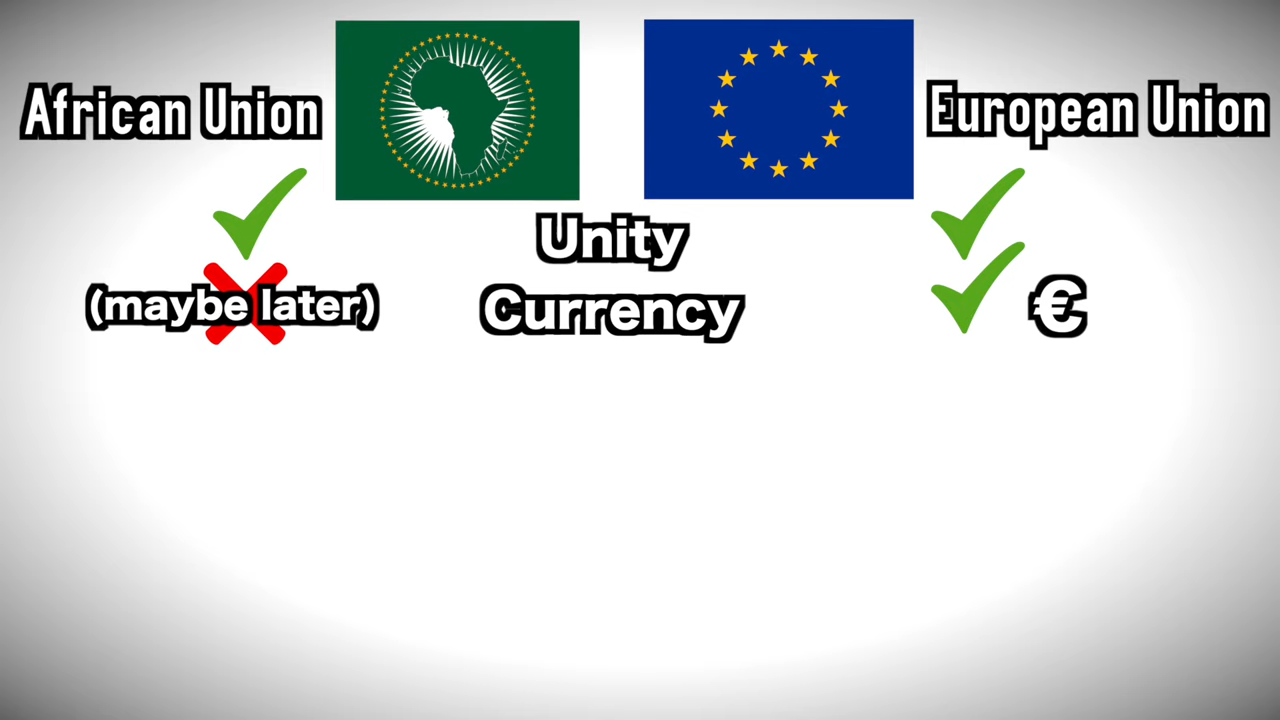 African Union
European Union
Unity
(maybe later)
Currency
€